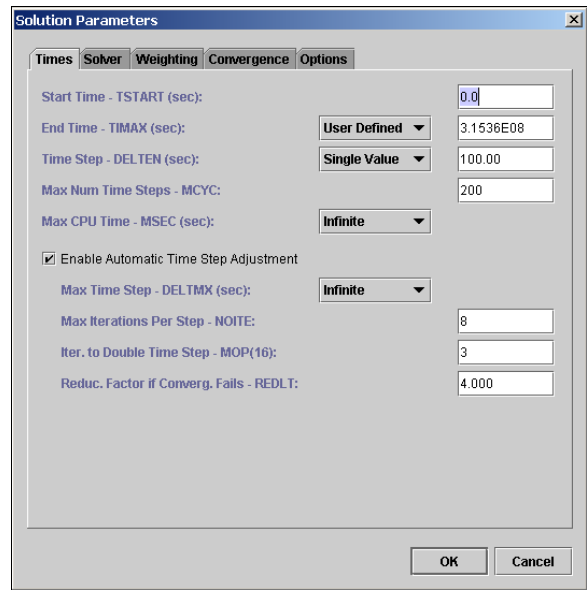 Solution Parameters
Times Solver Weighting Convergence Options
Start Time - TSTART (sec): 0.0
End Time - TIMAX (sec): User Defined 3.1536E08
Time Step - DELTEN (sec): Single Value 100.00
Max Num Time Steps - MCYC: 200
Max CPU Time - MSEC (sec): Infinite
Enable Automatic Time Step Adjustment
Max Time Step - DELTMX (sec): Infinite
Max Iterations Per Step - NOITE: 8
Iter. to Double Time Step - MOP(16): 3
Reduc. Factor if Converg. Fails - REDLT: 4.000
OK Cancel